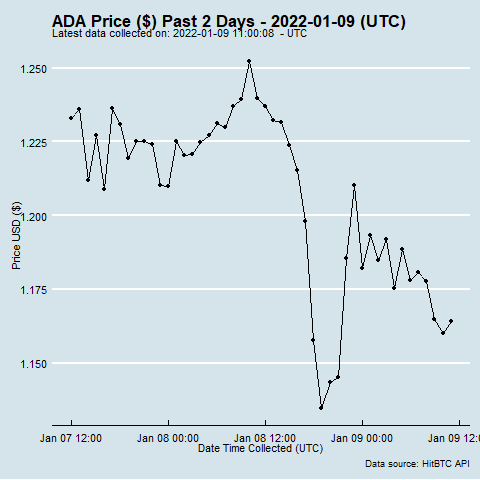 ADA Price ($) Past 2 Days - 2022-01-09 (UTC)
Latest data collected on: 2022-01-09 11:00:08 - UTC
1.250
1.225
1.200
1.175
1.150
Price USD ($)
Jan 07 12:00
Jan 08 00:00
Jan 08 12:00
Jan 09 00:00
Jan 09 12:00
Date Time Collected (UTC)
Data source: HitBTC API